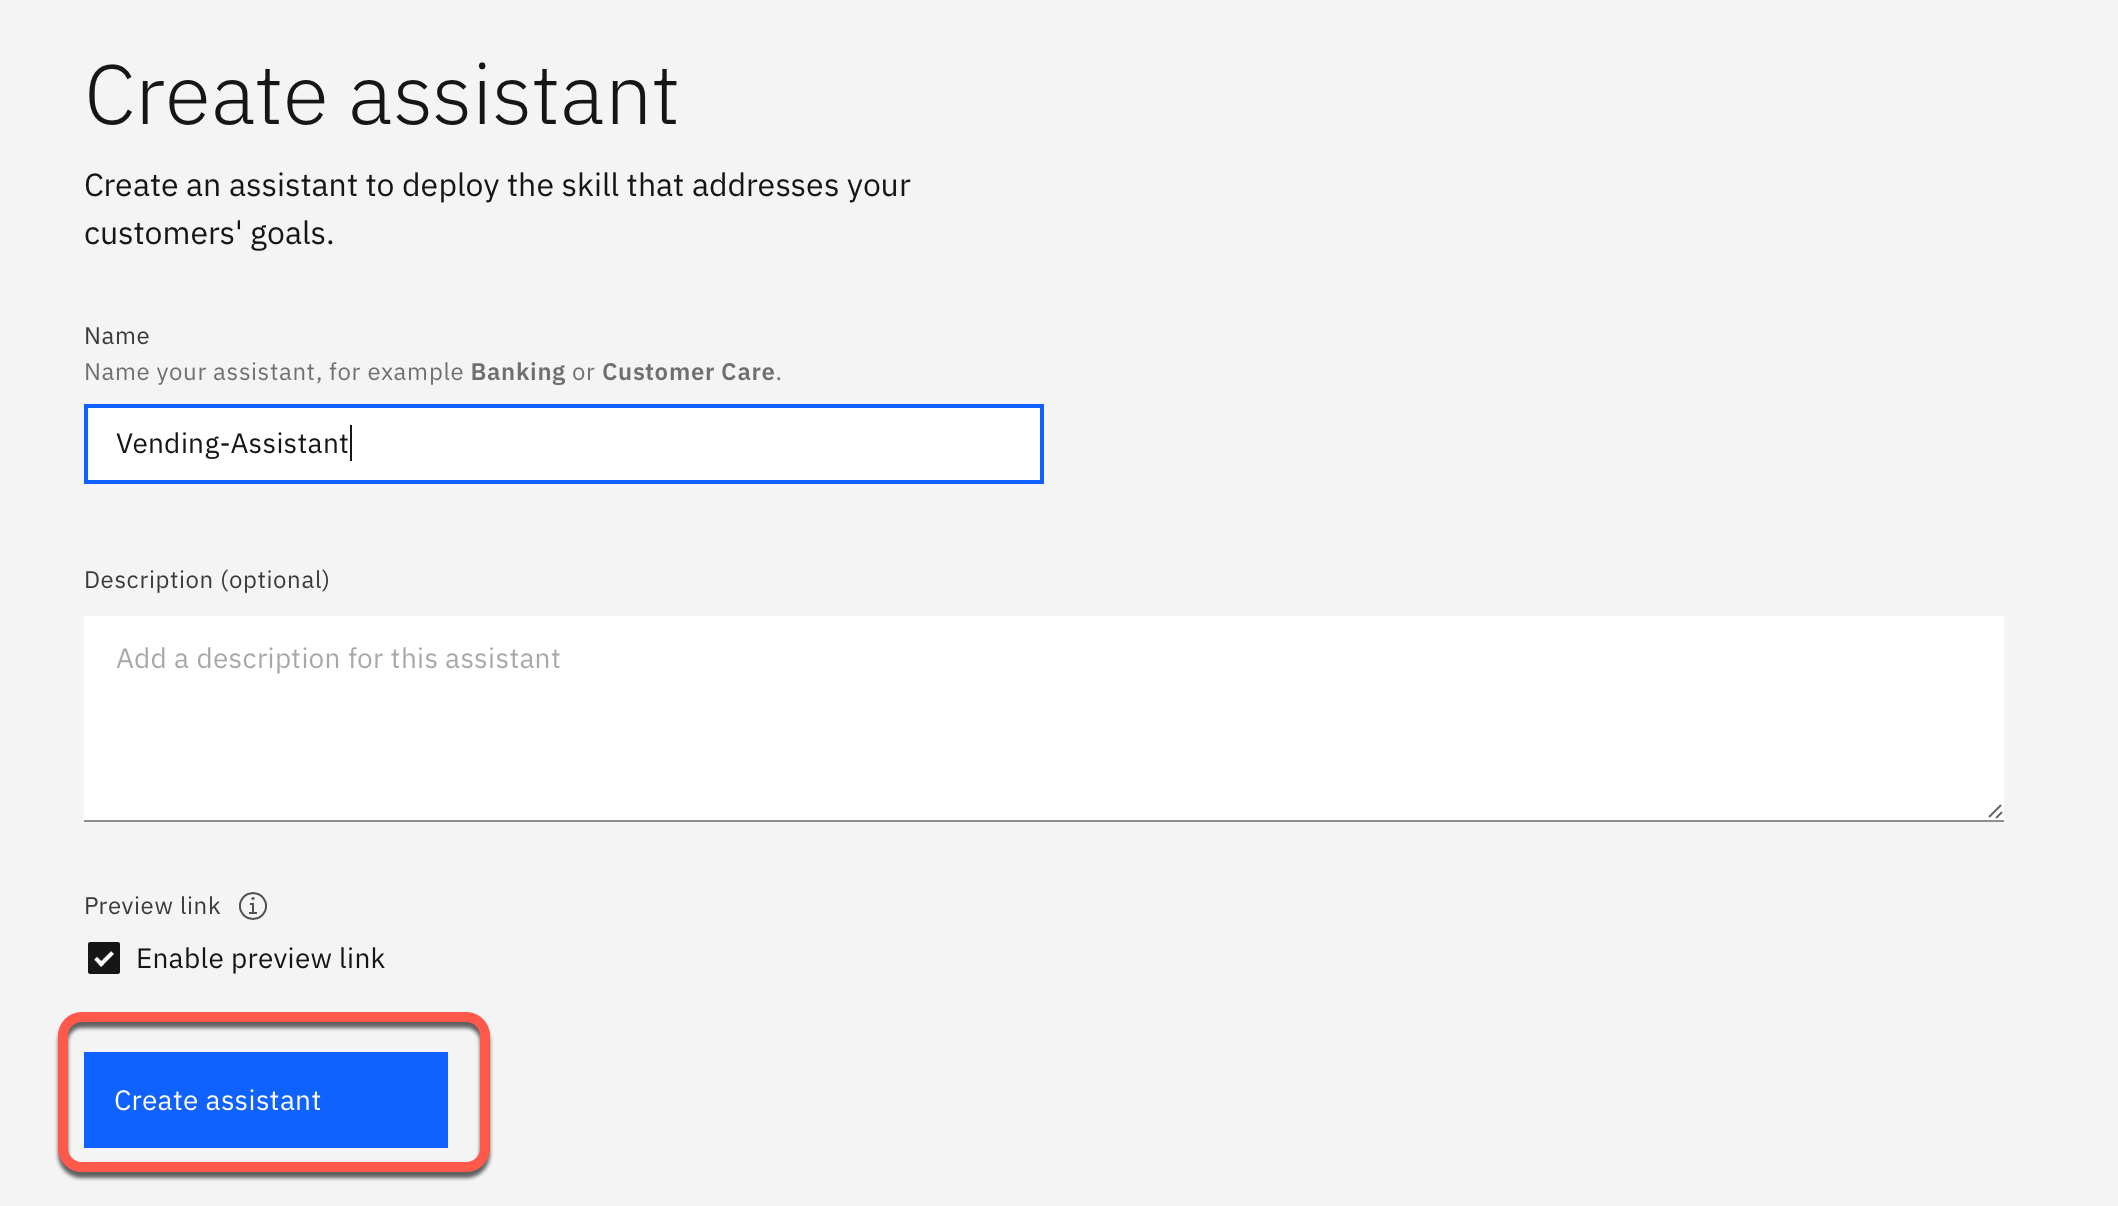 Create assistant
Create an assistant to deploy the skill that addresses your
customers' goals.
Name
Name your assistant, for example Banking or Customer Care.
Vending-Assistant
Description (optional)
Add a description for this assistant
Preview link
Enable preview link
Create assistant